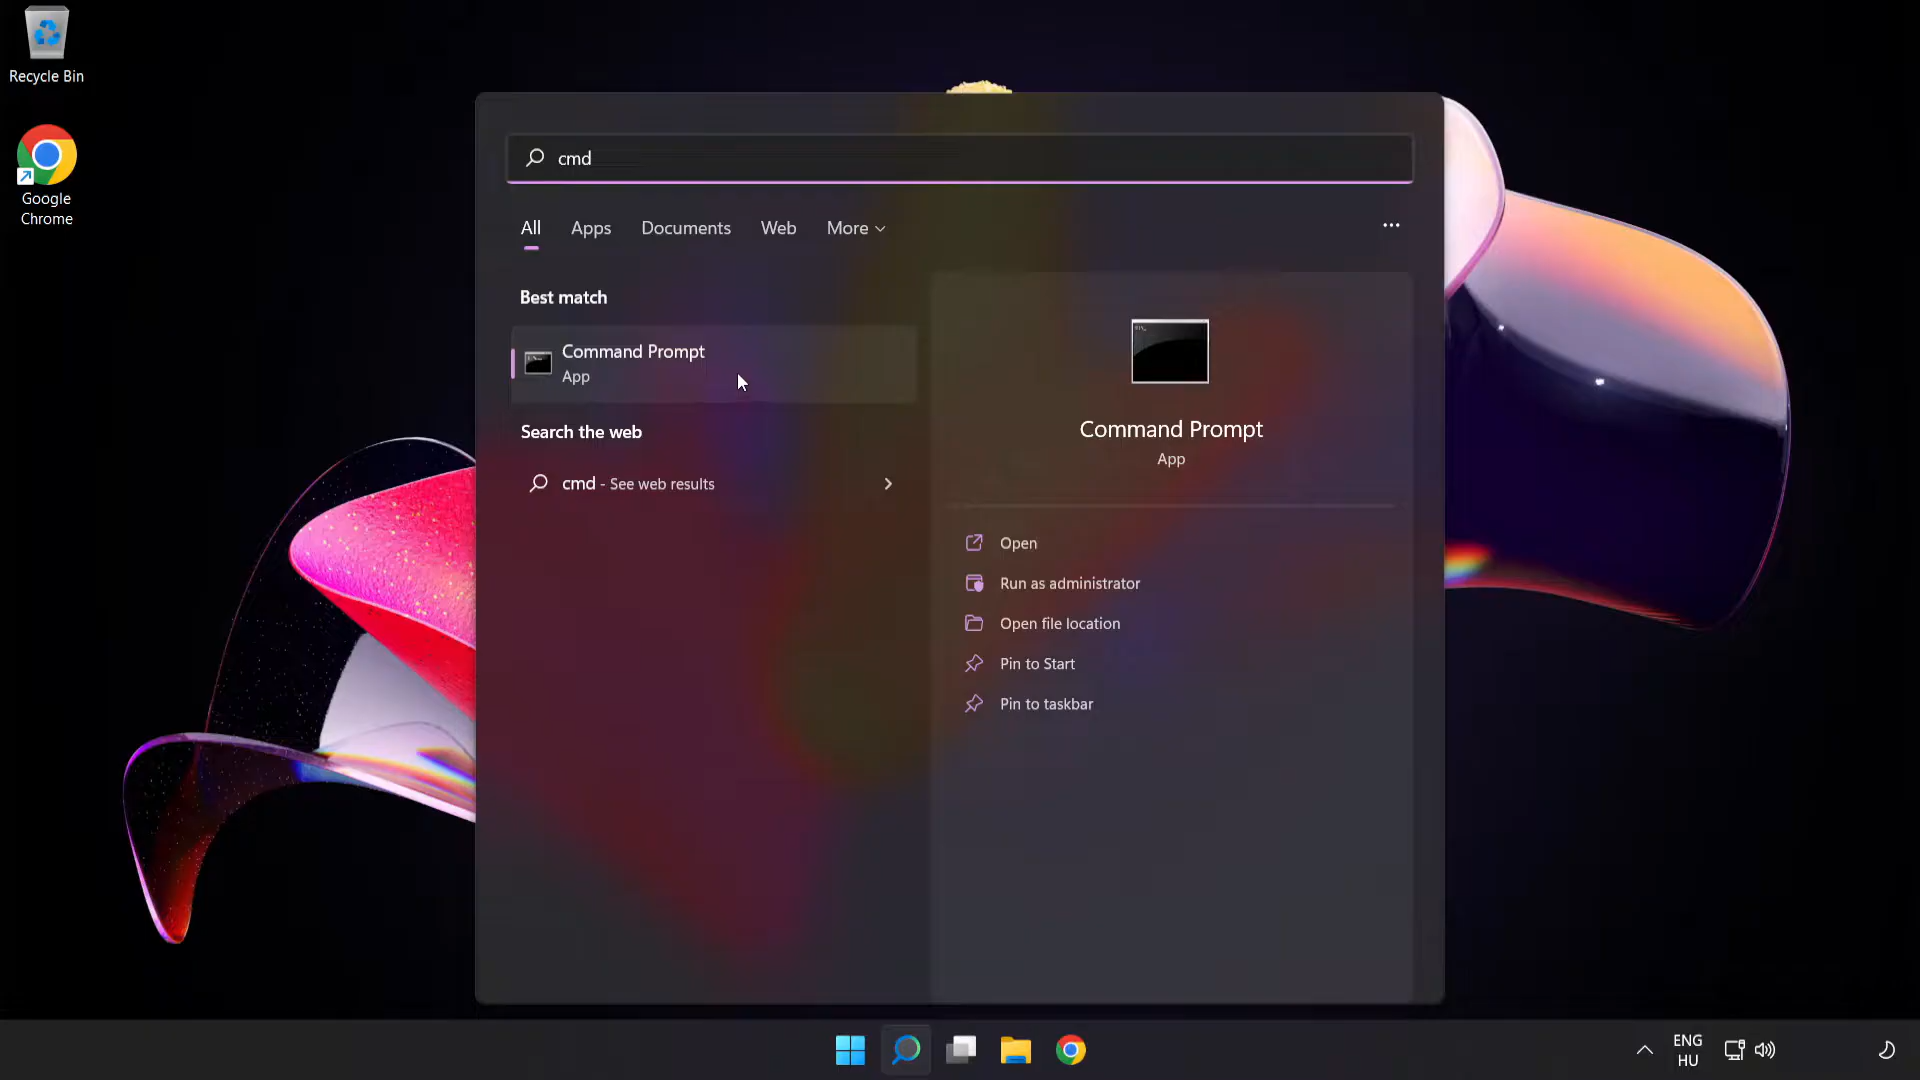 Recycle Bin
Google
Chrome
cmd
All Apps Documents Web More
Best match
Command Prompt
App
Search the web
cmd - See web results
Command Prompt
App
Open
Run as administrator
Open file location
Pin to Start
Pin to taskbar
ENG
HU